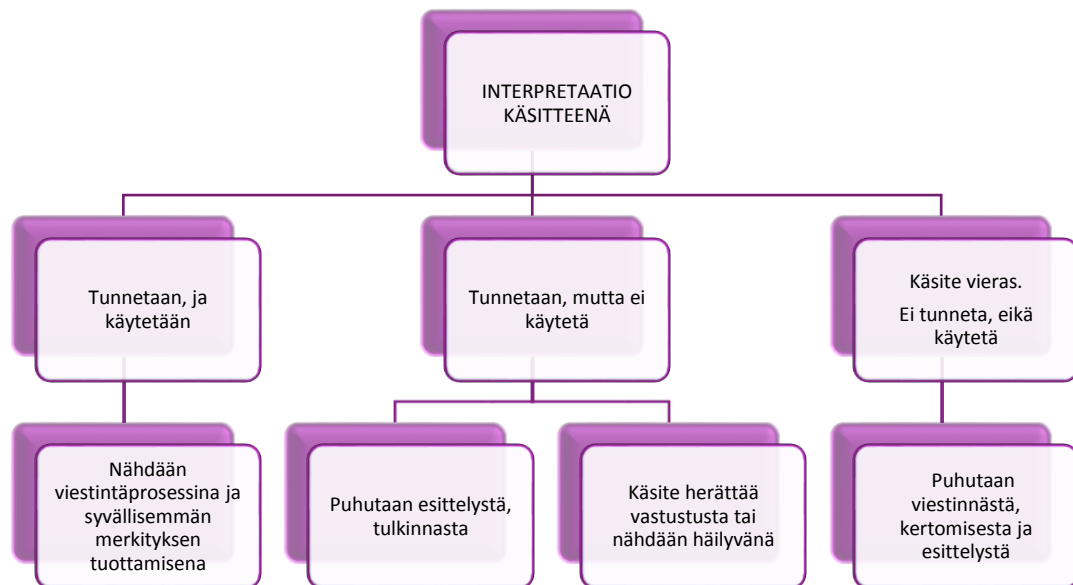 INTERPRETAATIO
KÄSITTEENÄ
Tunnetaan, ja
käytetään
Tunnetaan, mutta ei
käytetä
Käsite vieras.
Ei tunneta, eikä
käytetä
Nähdään
viestintäprosessina ja
syvällisemmän
merkityksen
tuottamisena
Puhutaan esittelystä,
tulkinnasta
Käsite herättää
vastustusta tai
nähdään häilyvänä
Puhutaan
viestinnästä,
kertomisesta ja
esittelystä